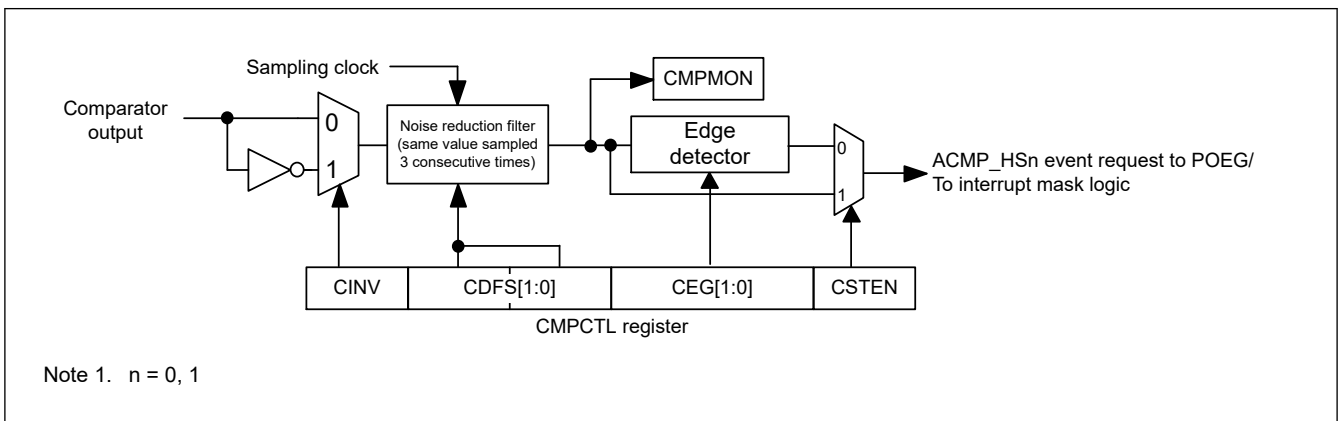 Sampling clock
CMPMON
Comparator
output
0
1
Noise reduction filter
(same value sampled
3 consecutive times)
Edge
detector
0
1
ACMP_HSn event request to POEG/
To interrupt mask logic
CINV
CDFS[1:0]
CEG[1:0]
CSTEN
CMPCTL register
Note 1. n = 0, 1